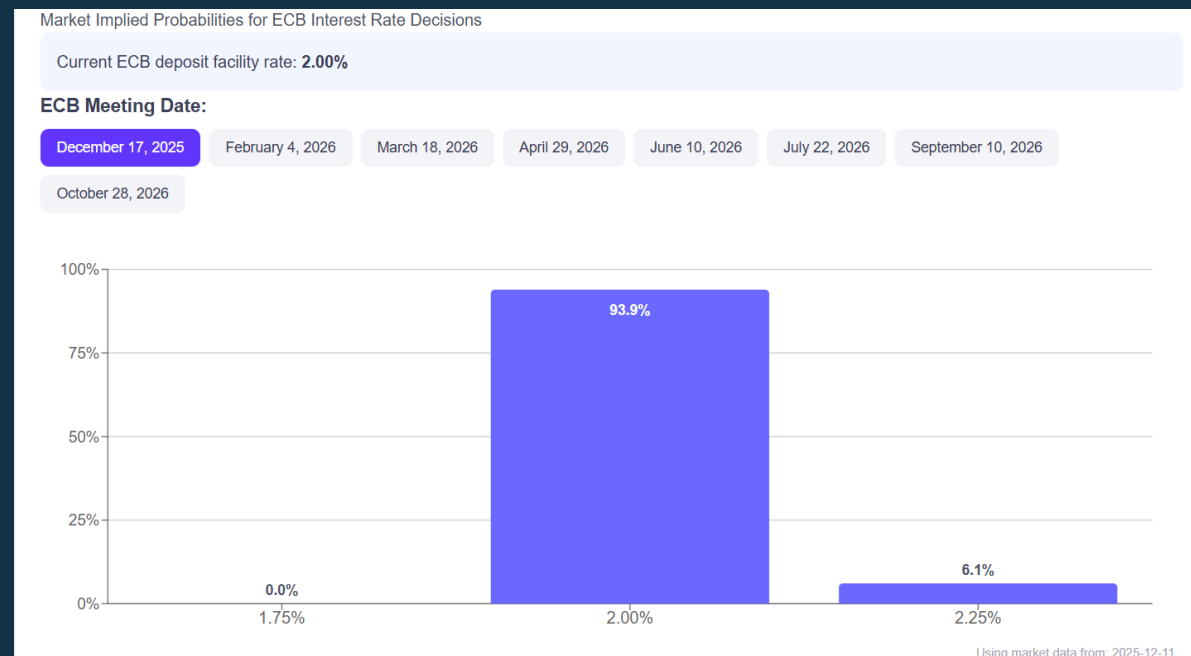 Market Implied Probabilities for ECB Interest Rate Decisions
Current ECB deposit facility rate: 2.00%
ECB Meeting Date:
December 17, 2025 February 4, 2026 March 18, 2026 April 29, 2026 June 10, 2026 July 22, 2026 September 10, 2026
October 28, 2026
100%
93.9%
75%
50%
25%
6.1%
0.0%
0%
1.75% 2.00% 2.25%
Using market data from: 2025-12-11